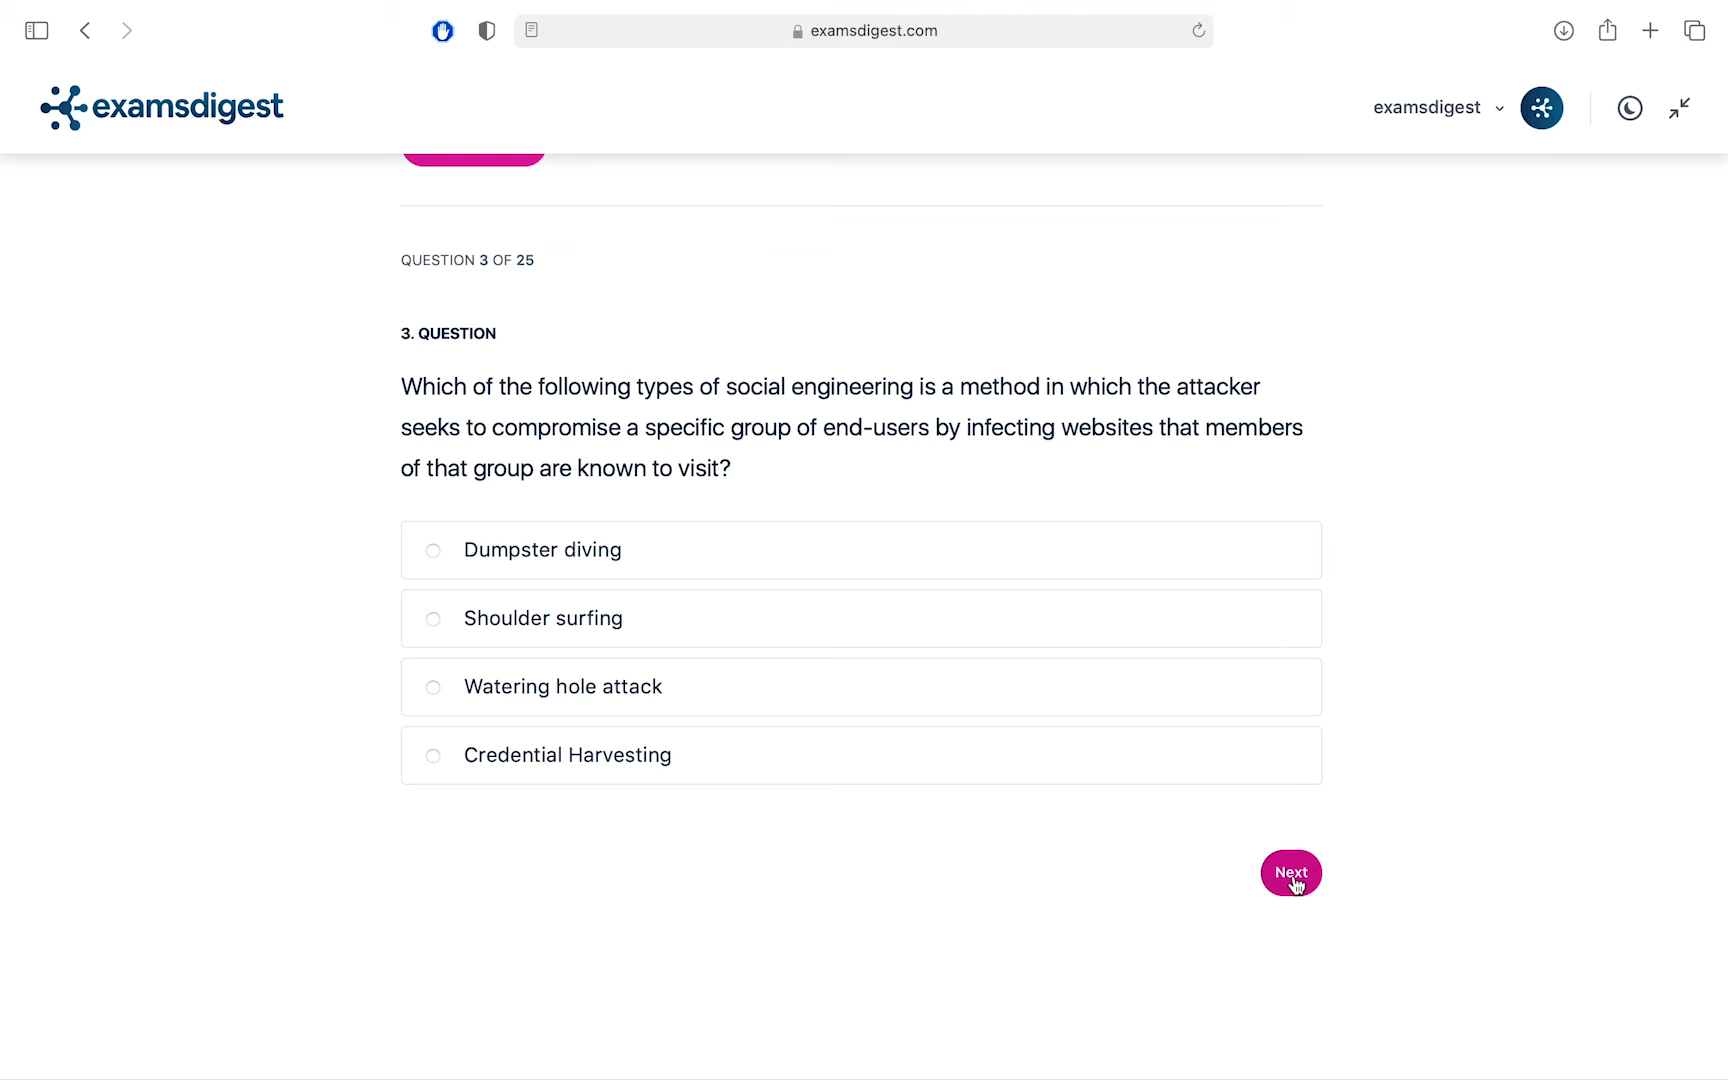 examsdigest.com
examsdigest
examsdigest
QUESTION 3 OF 25
3. QUESTION
Which of the following types of social engineering is a method in which the attacker
seeks to compromise a specific group of end-users by infecting websites that members
of that group are known to visit?
Dumpster diving
Shoulder surfing
Watering hole attack
Credential Harvesting
Next